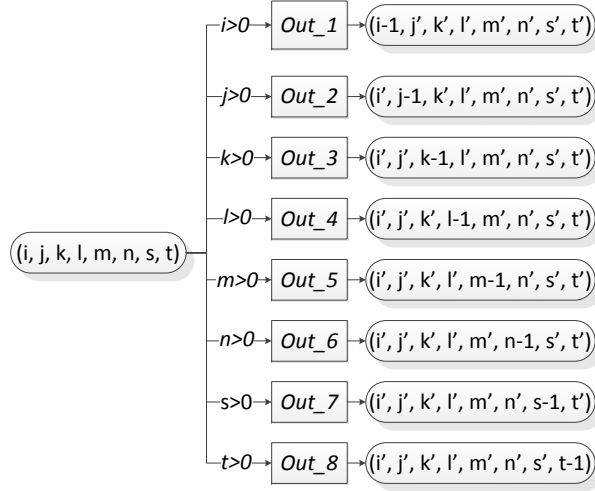 i>0 Out_1 (i-1, j’, k’, l’, m’, n’, s’, t’)
j>0 Out_2 (i’, j-1, k’, l’, m’, n’, s’, t’)
k>0 Out_3 (i’, j’, k-1, l’, m’, n’, s’, t’)
l>0 Out_4 (i’, j’, k’, l-1, m’, n’, s’, t’)
(i, j, k, l, m, n, s, t)
m>0 Out_5 (i’, j’, k’, l’, m-1, n’, s’, t’)
n>0 Out_6 (i’, j’, k’, l’, m’, n-1, s’, t’)
s>0 Out_7 (i’, j’, k’, l’, m’, n’, s-1, t’)
t>0 Out_8 (i’, j’, k’, l’, m’, n’, s’, t-1)